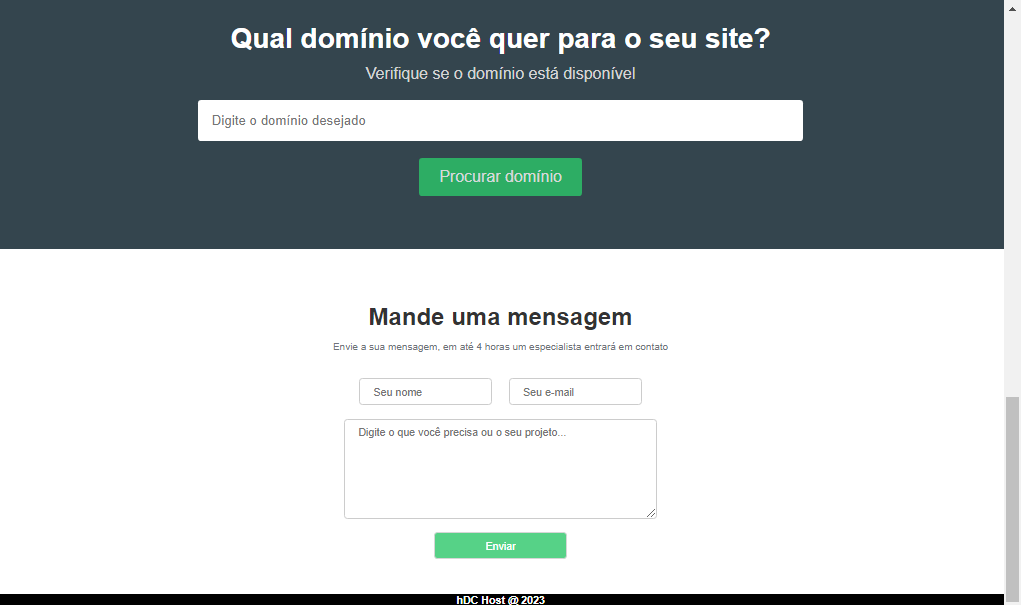 Qual domínio você quer para o seu site?
Verifique se o domínio está disponível
Digite o domínio desejado
Procurar domínio
Mande uma mensagem
Envie a sua mensagem, em até 4 horas um especialista entrará em contato
Seu nome
Seu e-mail
Digite o que você precisa ou o seu projeto...
Enviar
hDC Host @ 2023